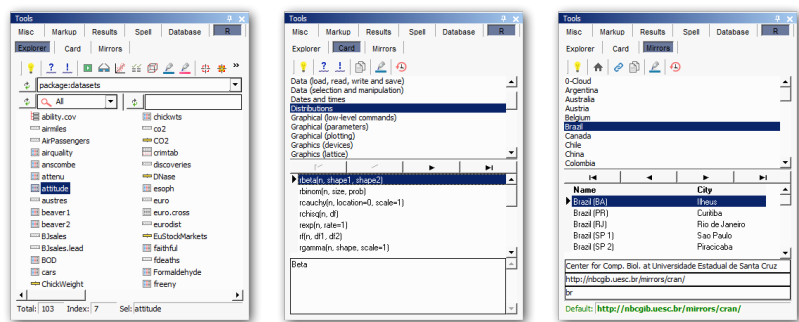 Tools
Misc Markup Results Spell Database R
Explorer Card Mirrors
package:datasets
All
ability.cov chickwts
airmiles co2
AirPassengers CO2
airquality crimtab
anscombe discoveries
attenu DNase
attitude esoph
austres euro
beaver1 euro.cross
beaver2 eurodist
BJsales EuStockMarkets
BJsales.lead faithful
BOD fdeaths
cars Formaldehyde
ChickWeight freeny
Total: 103 Index: 7 Sel: attitude
Tools
Misc Markup Results Spell Database R
Explorer Card Mirrors
Data (load, read, write and save)
Data (selection and manipulation)
Dates and times
Distributions
Graphical (low-level commands)
Graphical (parameters)
Graphical (plotting)
Graphics (devices)
Graphics (lattice)
rbeta(n, shape1, shape2)
rbinom(n, size, prob)
rcauchy(n, location=0, scale=1)
rchisq(n, df)
rexp(n, rate=1)
rf(n, df1, df2)
rgamma(n, shape, scale=1)
Beta
Tools
Misc Markup Results Spell Database R
Explorer Card Mirrors
0-Cloud
Argentina
Australia
Austria
Belgium
Brazil
Canada
Chile
China
Colombia
Name City
Brazil (BA) Ilheus
Brazil (PR) Curitiba
Brazil (RJ) Rio de Janeiro
Brazil (SP 1) Sao Paulo
Brazil (SP 2) Piracicaba
Center for Comp. Biol. at Universidade Estadual de Santa Cruz
http://nbcgib.uesc.br/mirrors/cran/
br
Default: http://nbcgib.uesc.br/mirrors/cran/